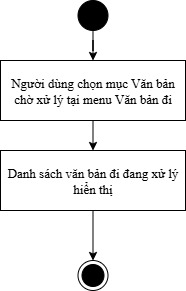 Người dùng chọn mục Văn bản
chờ xử lý tại menu Văn bản đi
Danh sách văn bản đi đang xử lý
hiển thị